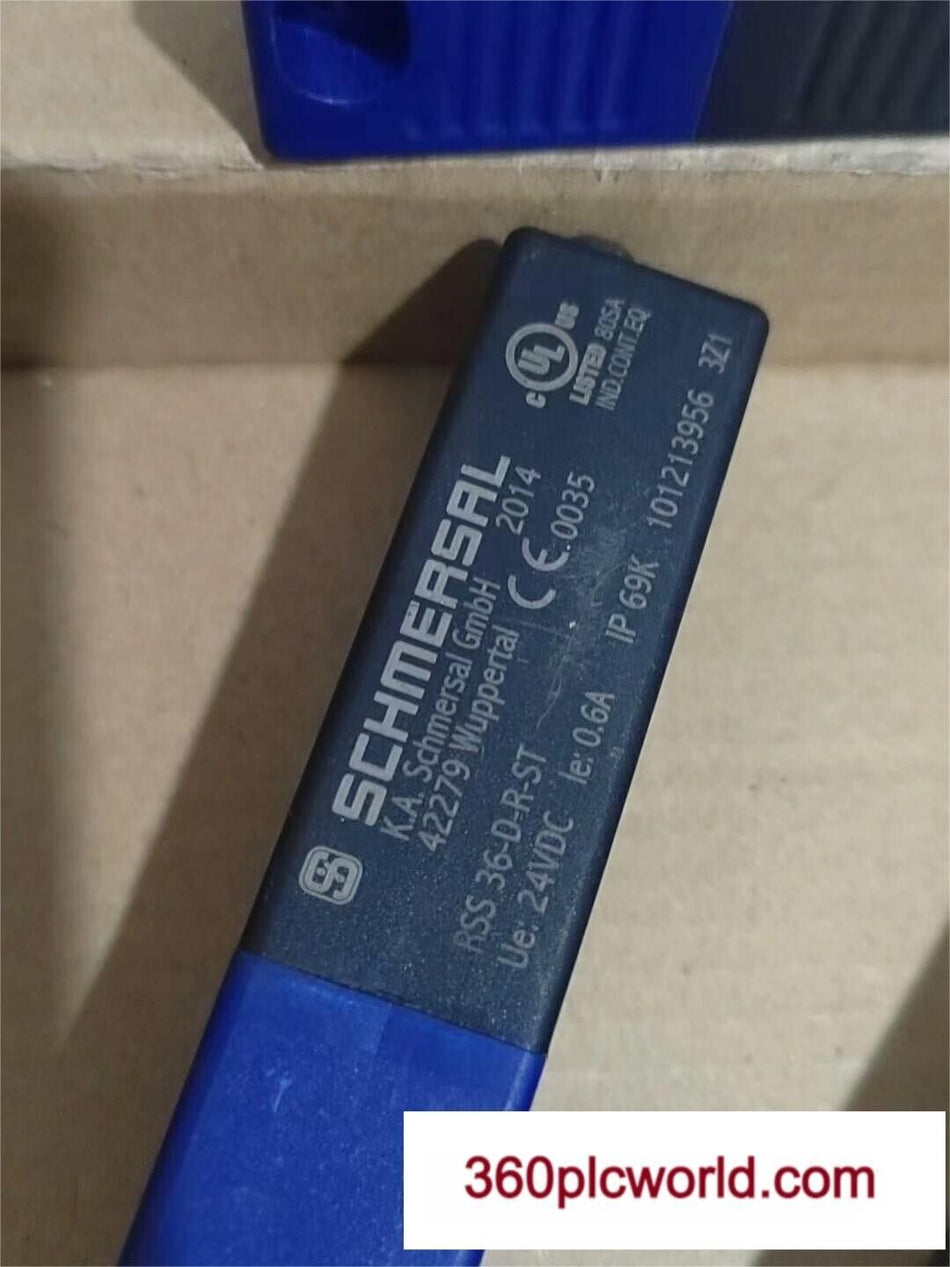 SCHMERSAL
K.A. Schmersal GmbH
42279 Wuppertal
2014
CE 0035
C UL US
LISTED 80SA
IND.CONT.EQ
RSS 36-D-R-ST
Ue: 24VDC Ie: 0.6A IP 69K 101213956 3Z1
360plcworld.com